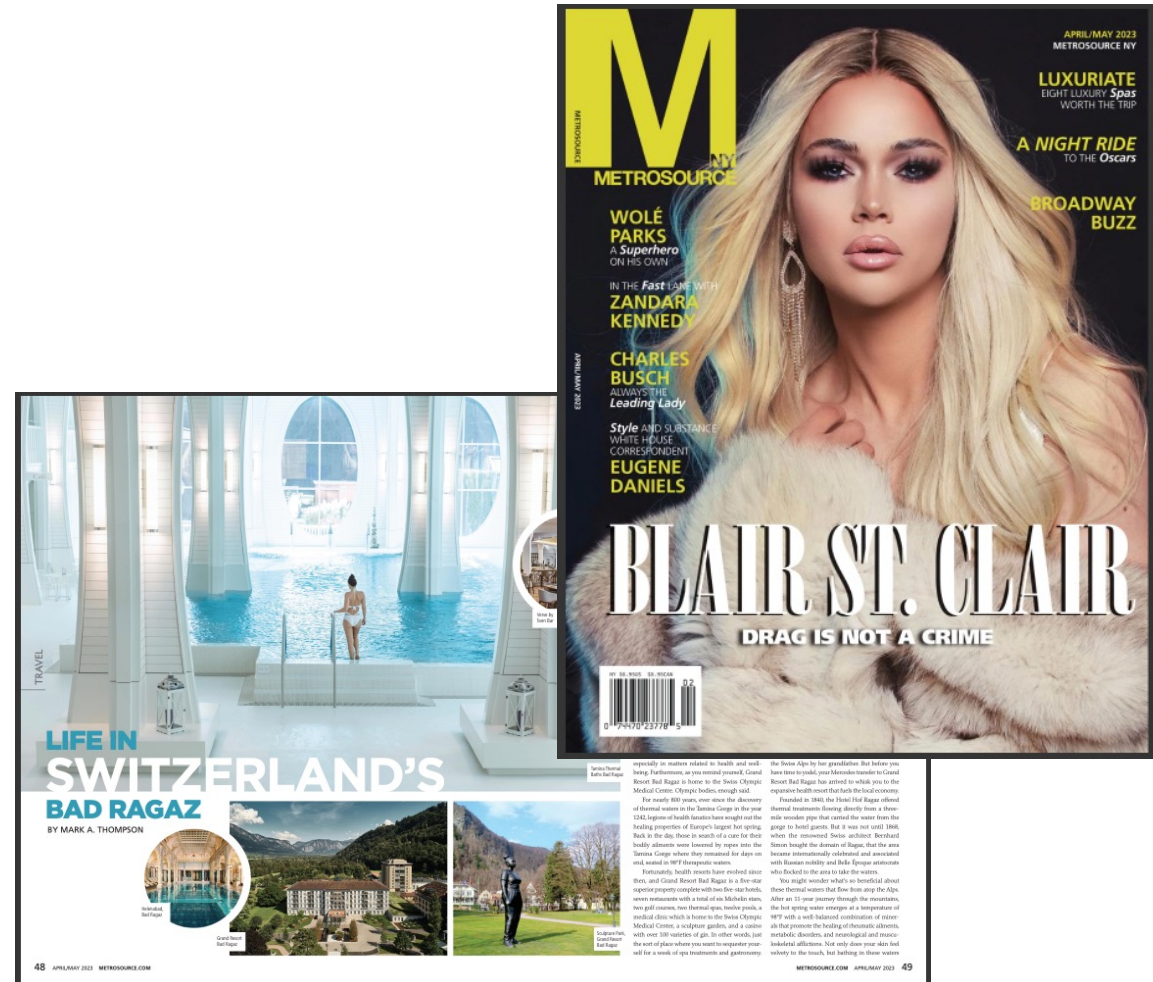 M
NY
METROSOURCE
METROSOURCE
APRIL/MAY 2023
METROSOURCE NY
LUXURIATE
EIGHT LUXURY Spas
WORTH THE TRIP
A NIGHT RIDE
TO THE Oscars
BROADWAY
BUZZ
WOLÉ
PARKS
A Superhero
ON HIS OWN
IN THE Fast LANE WITH
ZANDARA
KENNEDY
CHARLES
BUSCH
ALWAYS THE
Leading Lady
Style AND SUBSTANCE
WHITE HOUSE
CORRESPONDENT
EUGENE
DANIELS
APRIL/MAY 2023
BLAIR ST. CLAIR
DRAG IS NOT A CRIME
NY $6.95US $6.95CAN
02
0 74470 23778 5
TRAVEL
LIFE IN
SWITZERLAND'S
BAD RAGAZ
BY MARK A. THOMPSON
Verve by
Sven Bar
Tamina Thermal
Baths Bad Ragaz
Helenabad,
Bad Ragaz
Grand Resort
Bad Ragaz
Sculpture Park,
Grand Resort
Bad Ragaz
especially in matters related to health and well-
being. Furthermore, as you remind yourself, Grand
Resort Bad Ragaz is home to the Swiss Olympic
Medical Centre. Olympic bodies, enough said.
For nearly 800 years, ever since the discovery
of thermal waters in the Tamina Gorge in the year
1242, legions of health fanatics have sought out the
healing properties of Europe's largest hot spring.
Back in the day, those in search of a cure for their
bodily ailments were lowered by ropes into the
Tamina Gorge where they remained for days on
end, seated in 98°F therapeutic waters.
Fortunately, health resorts have evolved since
then, and Grand Resort Bad Ragaz is a five-star
superior property complete with two five-star hotels,
seven restaurants with a total of six Michelin stars,
two golf courses, two thermal spas, twelve pools, a
medical clinic which is home to the Swiss Olympic
Medical Center, a sculpture garden, and a casino
with over 100 varieties of gin. In other words, just
the sort of place where you want to sequester your-
self for a week of spa treatments and gastronomy.
the Swiss Alps by her grandfather. But before you
have time to yodel, your Mercedes transfer to Grand
Resort Bad Ragaz has arrived to whisk you to the
expansive health resort that fuels the local economy.
Founded in 1840, the Hotel Hof Ragaz offered
thermal treatments flowing directly from a three-
mile wooden pipe that carried the water from the
gorge to hotel guests. But it was not until 1868,
when the renowned Swiss architect Bernhard
Simon bought the domain of Ragaz, that the area
became internationally celebrated and associated
with Russian nobility and Belle Époque aristocrats
who flocked to the area to take the waters.
You might wonder what's so beneficial about
these thermal waters that flow from atop the Alps.
After an 11-year journey through the mountains,
the hot spring water emerges at a temperature of
98°F with a well-balanced combination of miner-
als that promote the healing of rheumatic ailments,
metabolic disorders, and neurological and muscu-
loskeletal afflictions. Not only does your skin feel
velvety to the touch, but bathing in these waters
48 APRIL/MAY 2023 METROSOURCE.COM
METROSOURCE.COM APRIL/MAY 2023 49